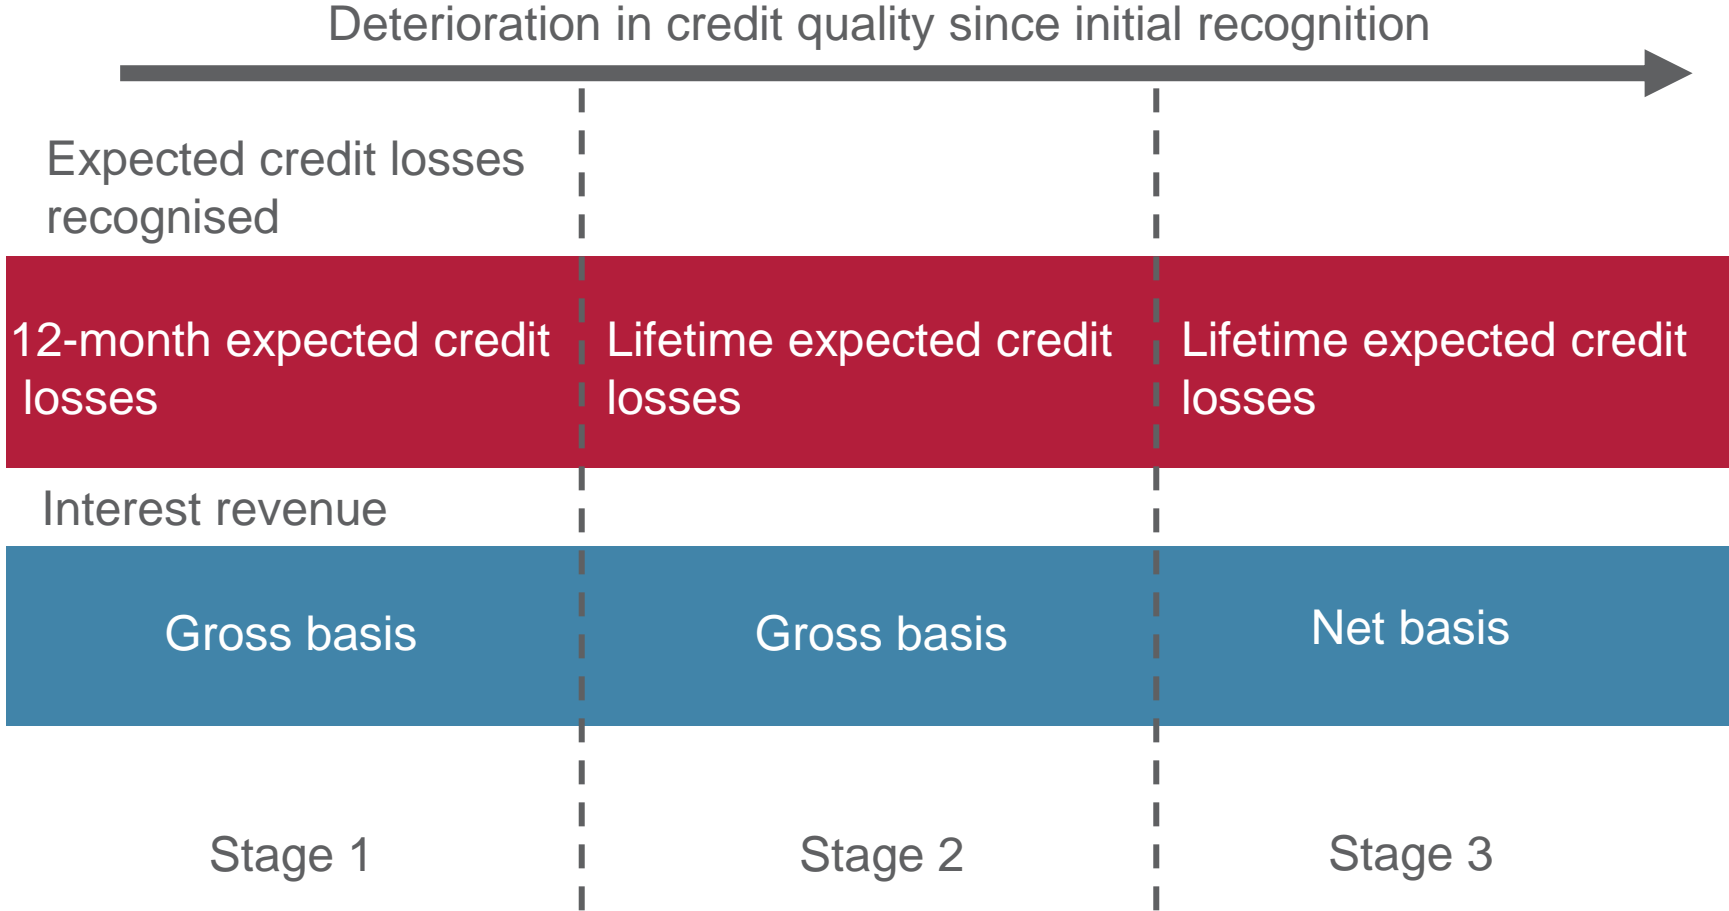 Deterioration in credit quality since initial recognition
Expected credit losses
recognised
12-month expected credit
losses
Lifetime expected credit
losses
Lifetime expected credit
losses
Interest revenue
Gross basis
Gross basis
Net basis
Stage 1
Stage 2
Stage 3